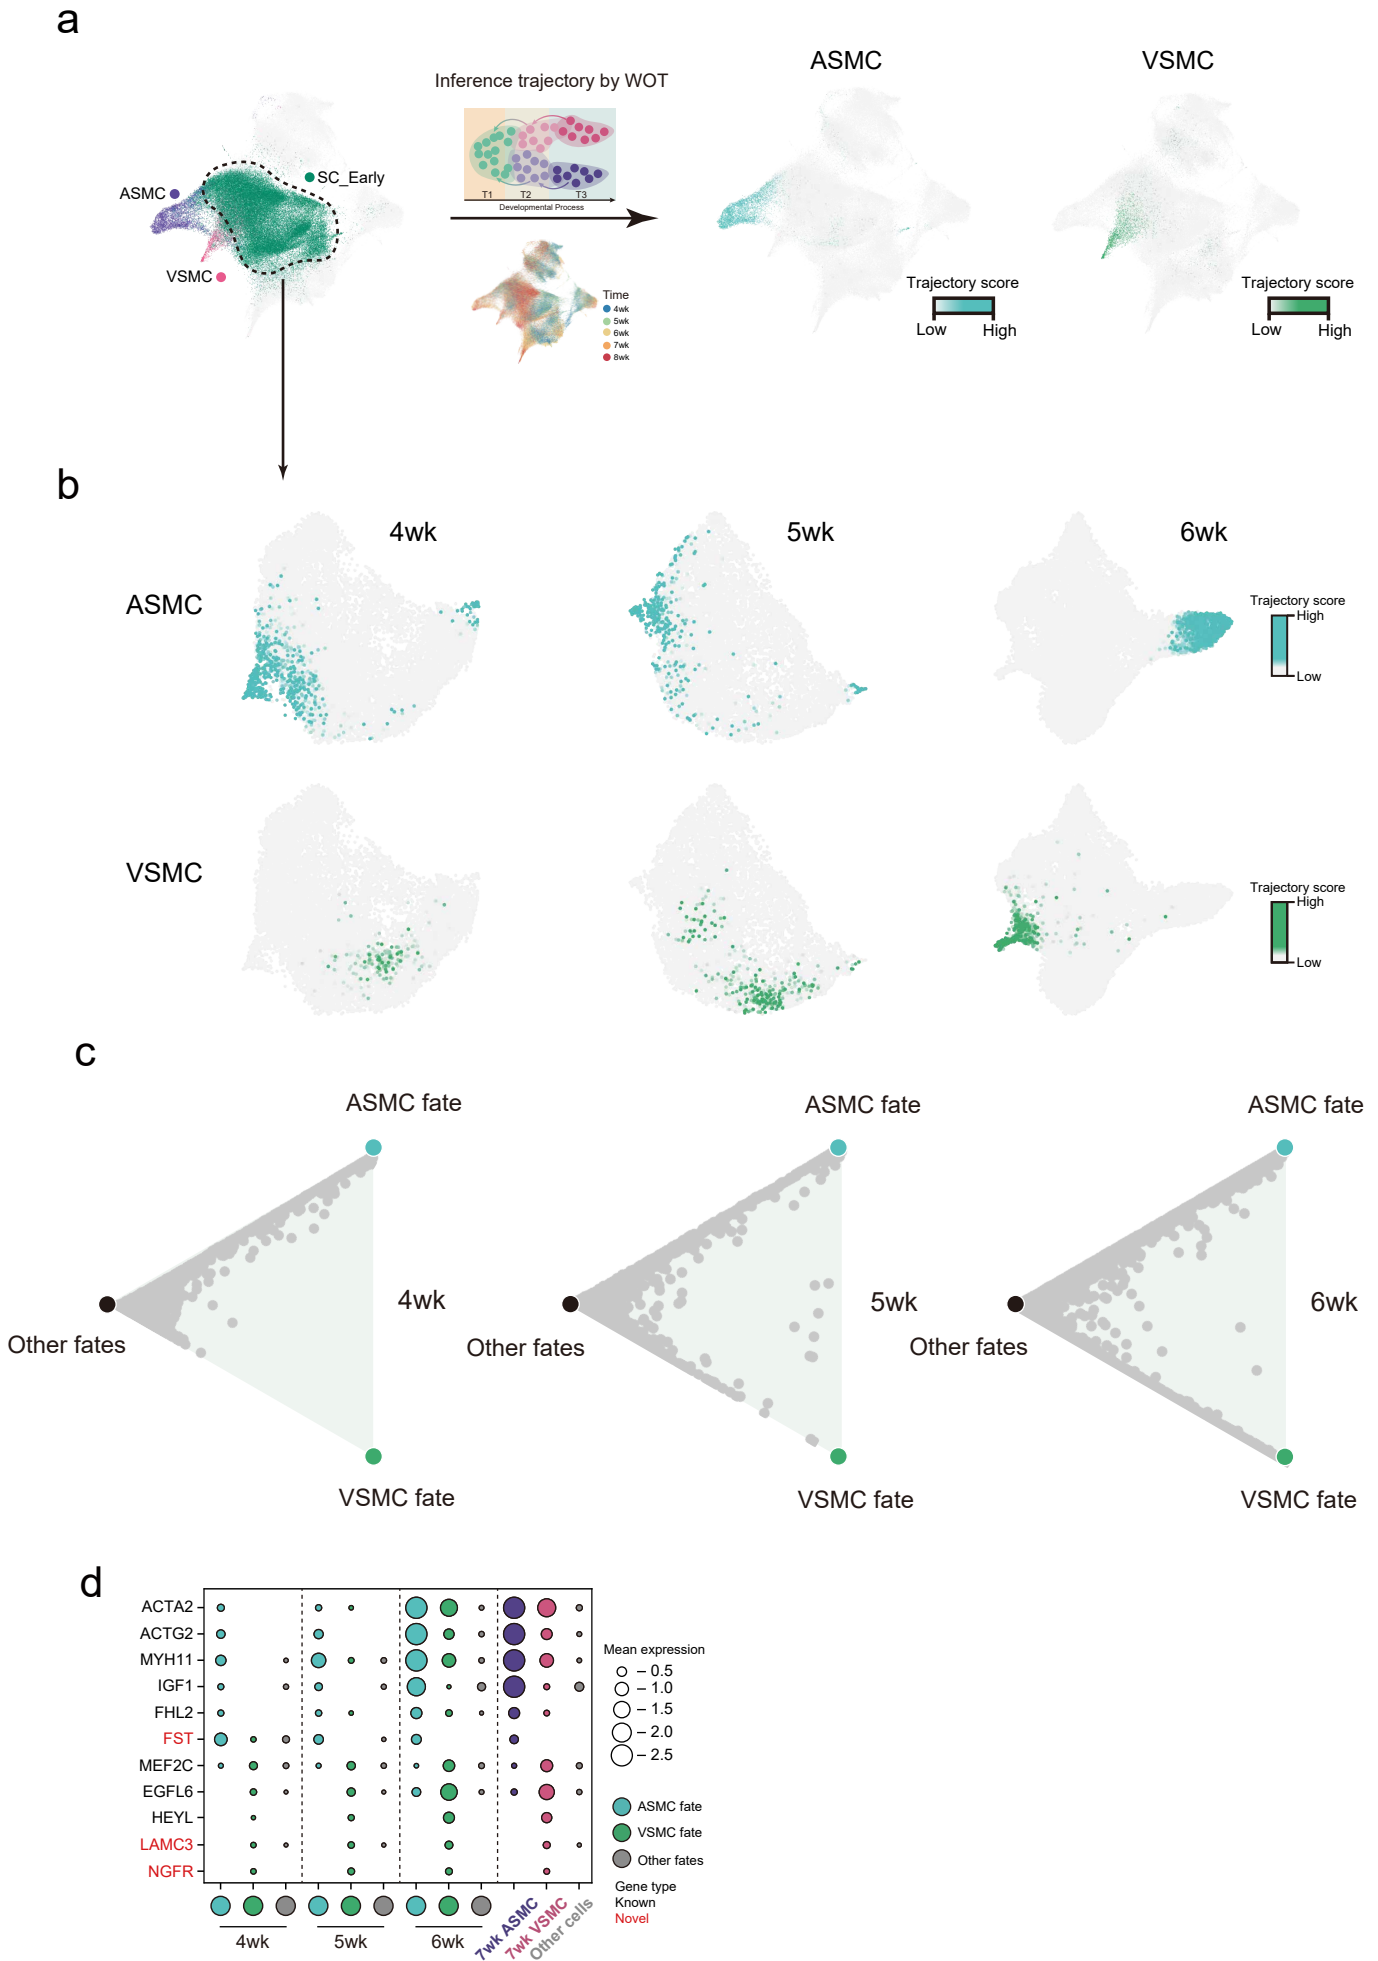 a
Inference trajectory by WOT
ASMC
VSMC
SC_Early
ASMC
VSMC
T1 T2 T3
Developmental Process
Time
4wk
5wk
6wk
7wk
8wk
Trajectory score
Low High
Trajectory score
Low High
b
4wk
5wk
6wk
ASMC
Trajectory score
High
Low
VSMC
Trajectory score
High
Low
c
ASMC fate
ASMC fate
ASMC fate
4wk
5wk
6wk
Other fates
Other fates
Other fates
VSMC fate
VSMC fate
VSMC fate
d
ACTA2
ACTG2
MYH11
IGF1
FHL2
FST
MEF2C
EGFL6
HEYL
LAMC3
NGFR
4wk
5wk
6wk
7wk ASMC
7wk VSMC
Other cells
Mean expression
0.5
1.0
1.5
2.0
2.5
ASMC fate
VSMC fate
Other fates
Gene type
Known
Novel